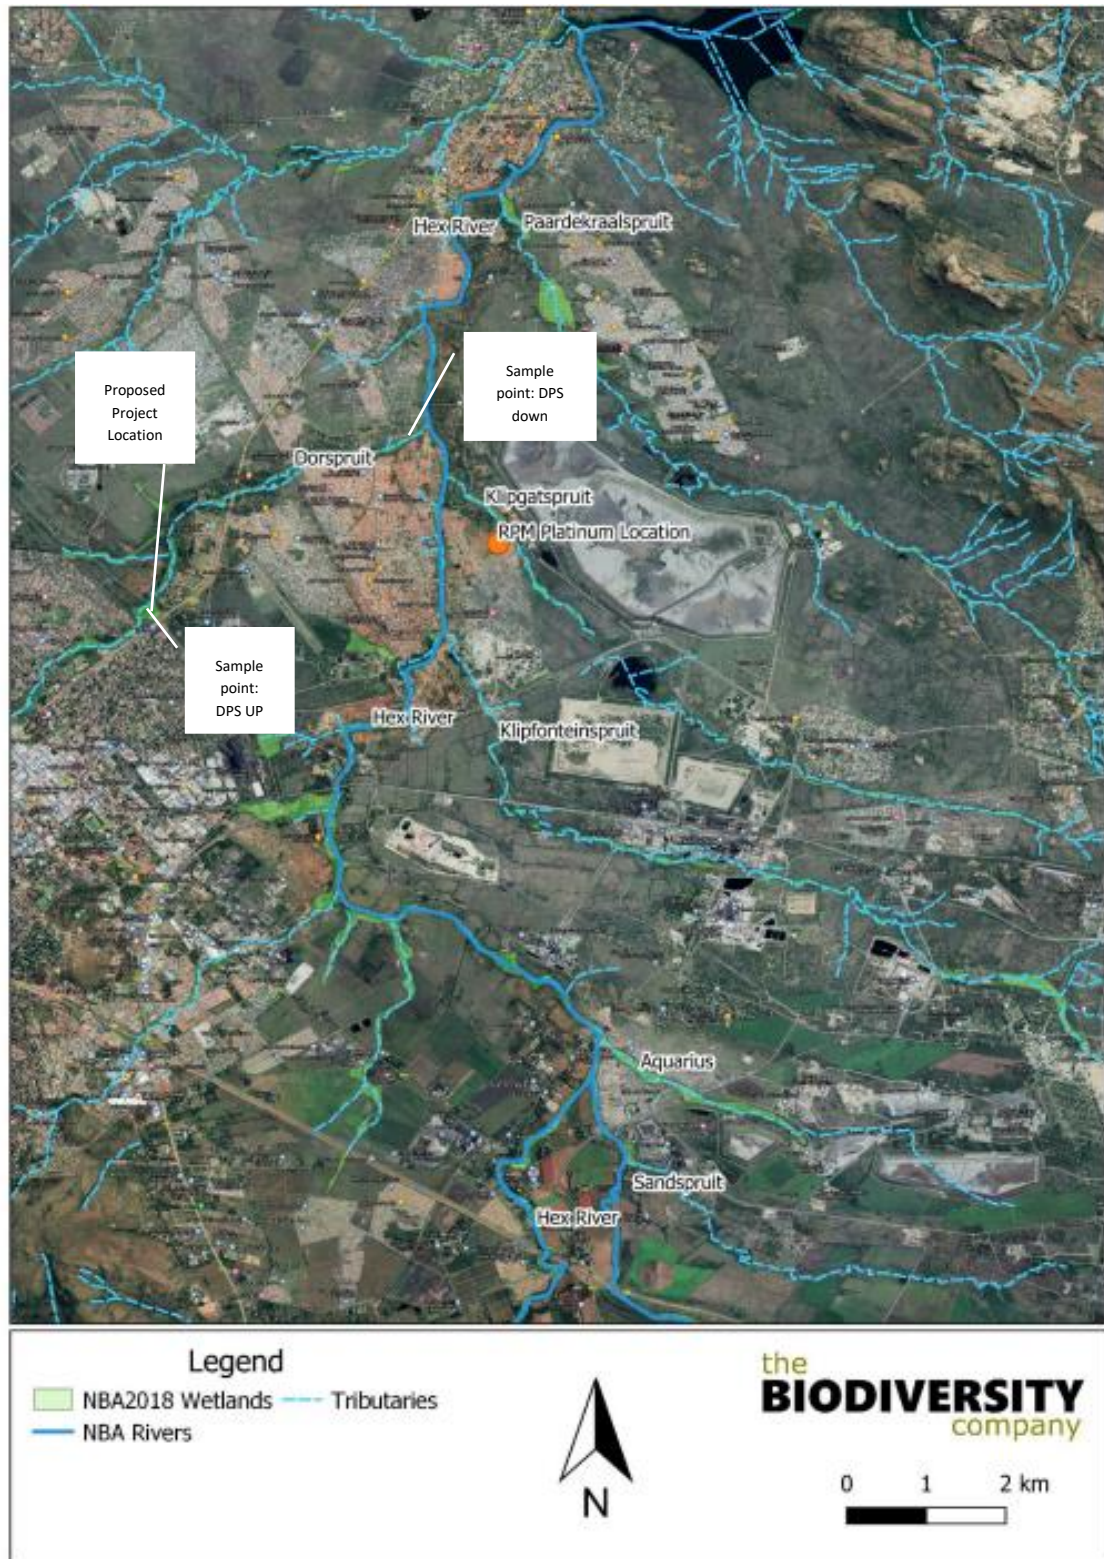 Hex River
Paardekraalspruit
Proposed
Project
Location
Sample
point: DPS
down
Dorspruit
Klipgatspruit
RPM Platinum Location
Sample
point:
DPS UP
Hex River
Klipfonteinspruit
Aquarius
Sandspruit
Hex River
Legend
NBA2018 Wetlands
Tributaries
NBA Rivers
N
the
BIODIVERSITY
company
0 1 2 km